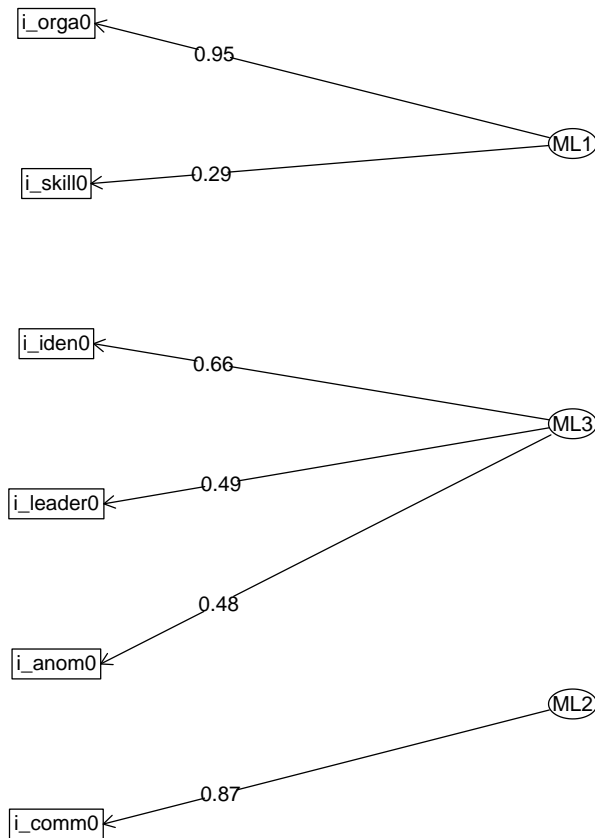 i_orga0
0.95
ML1
i_skill0
0.29
i_iden0
0.66
ML3
i_leader0
0.49
0.48
i_anom0
ML2
0.87
i_comm0